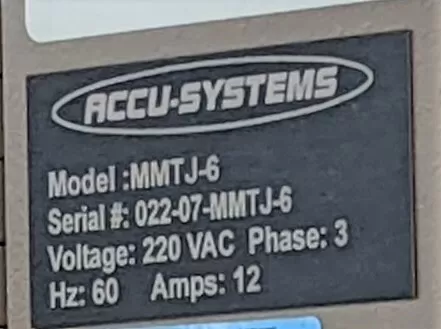 ACCU-SYSTEMS
Model :MMTJ-6
Serial #: 022-07-MMTJ-6
Voltage: 220 VAC Phase: 3
Hz: 60 Amps: 12